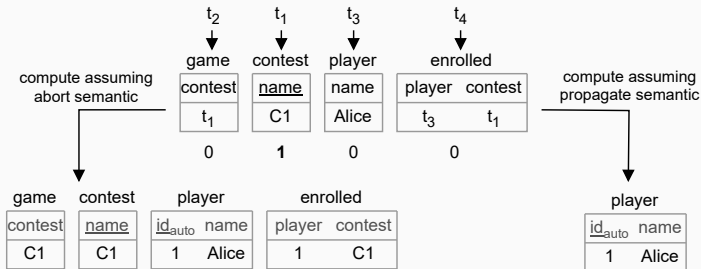 t2 t1 t3 t4
game contest player enrolled
compute assuming abort semantic
contest name name player contest
t1 C1 Alice t3 t1
compute assuming propagate semantic
0 1 0 0
game contest player enrolled
contest name idauto name player contest
C1 C1 1 Alice 1 C1
player
idauto name
1 Alice